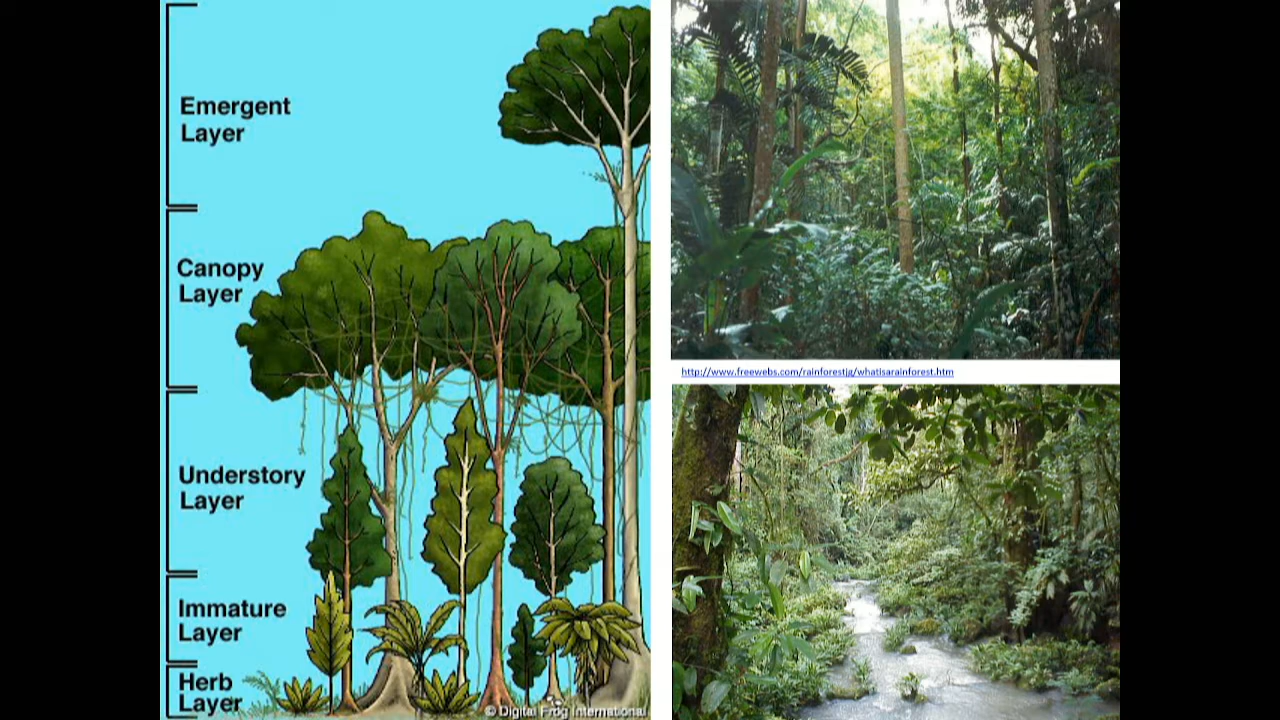 Emergent
Layer
Canopy
Layer
Understory
Layer
Immature
Layer
Herb
Layer
© Digital Frog International
http://www.freewebs.com/rainforestjg/whatisarainforest.htm